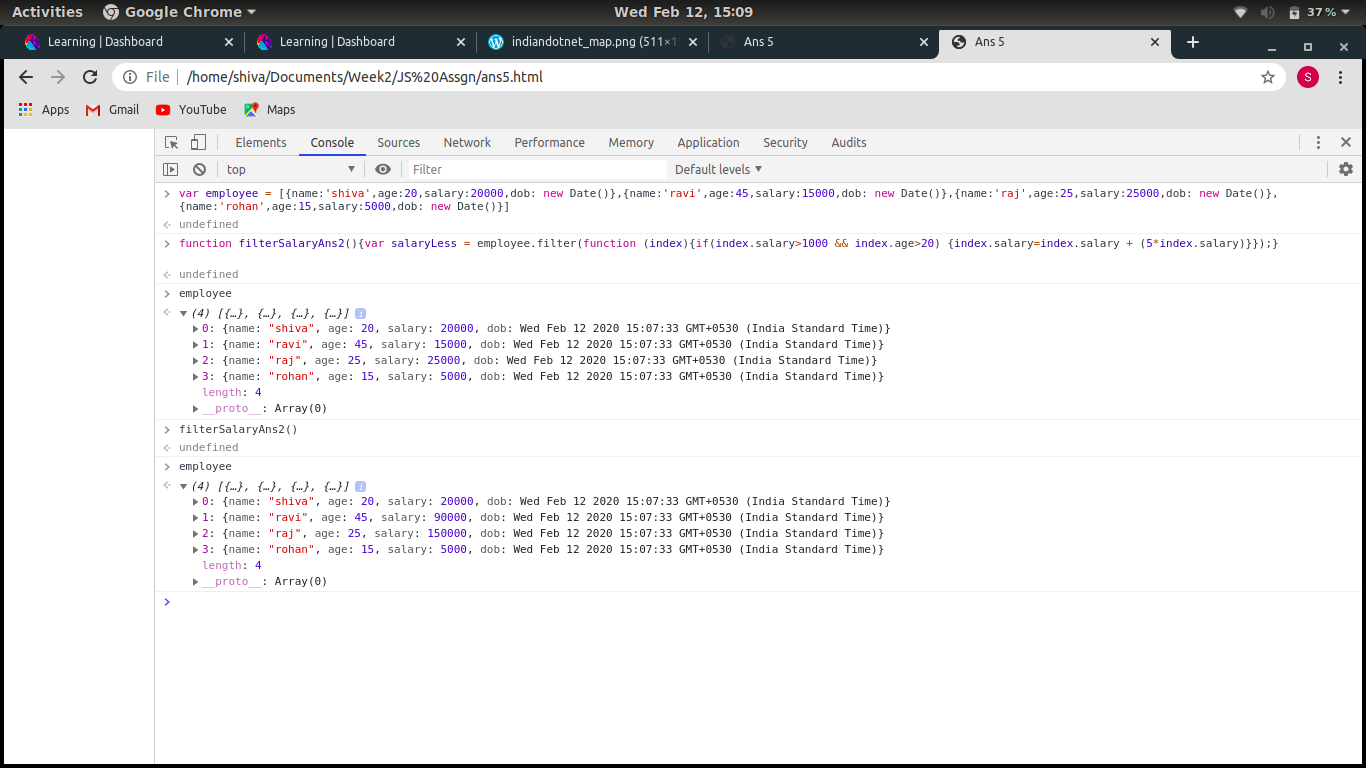 Activities Google Chrome Wed Feb 12, 15:09 37 %
Learning | Dashboard Learning | Dashboard indiandotnet_map.png (511×1 Ans 5 Ans 5
File /home/shiva/Documents/Week2/JS%20Assgn/ans5.html S
Apps Gmail YouTube Maps
Elements Console Sources Network Performance Memory Application Security Audits
top Filter Default levels
var employee = [{name:'shiva',age:20,salary:20000,dob: new Date()},{name:'ravi',age:45,salary:15000,dob: new Date()},{name:'raj',age:25,salary:25000,dob: new Date()},
{name:'rohan',age:15,salary:5000,dob: new Date()}]
undefined
function filterSalaryAns2(){var salaryLess = employee.filter(function (index){if(index.salary>1000 && index.age>20) {index.salary=index.salary + (5*index.salary)}});}
undefined
employee
(4) [{…}, {…}, {…}, {…}] i
0: {name: "shiva", age: 20, salary: 20000, dob: Wed Feb 12 2020 15:07:33 GMT+0530 (India Standard Time)}
1: {name: "ravi", age: 45, salary: 15000, dob: Wed Feb 12 2020 15:07:33 GMT+0530 (India Standard Time)}
2: {name: "raj", age: 25, salary: 25000, dob: Wed Feb 12 2020 15:07:33 GMT+0530 (India Standard Time)}
3: {name: "rohan", age: 15, salary: 5000, dob: Wed Feb 12 2020 15:07:33 GMT+0530 (India Standard Time)}
length: 4
__proto__: Array(0)
filterSalaryAns2()
undefined
employee
(4) [{…}, {…}, {…}, {…}] i
0: {name: "shiva", age: 20, salary: 20000, dob: Wed Feb 12 2020 15:07:33 GMT+0530 (India Standard Time)}
1: {name: "ravi", age: 45, salary: 90000, dob: Wed Feb 12 2020 15:07:33 GMT+0530 (India Standard Time)}
2: {name: "raj", age: 25, salary: 150000, dob: Wed Feb 12 2020 15:07:33 GMT+0530 (India Standard Time)}
3: {name: "rohan", age: 15, salary: 5000, dob: Wed Feb 12 2020 15:07:33 GMT+0530 (India Standard Time)}
length: 4
__proto__: Array(0)